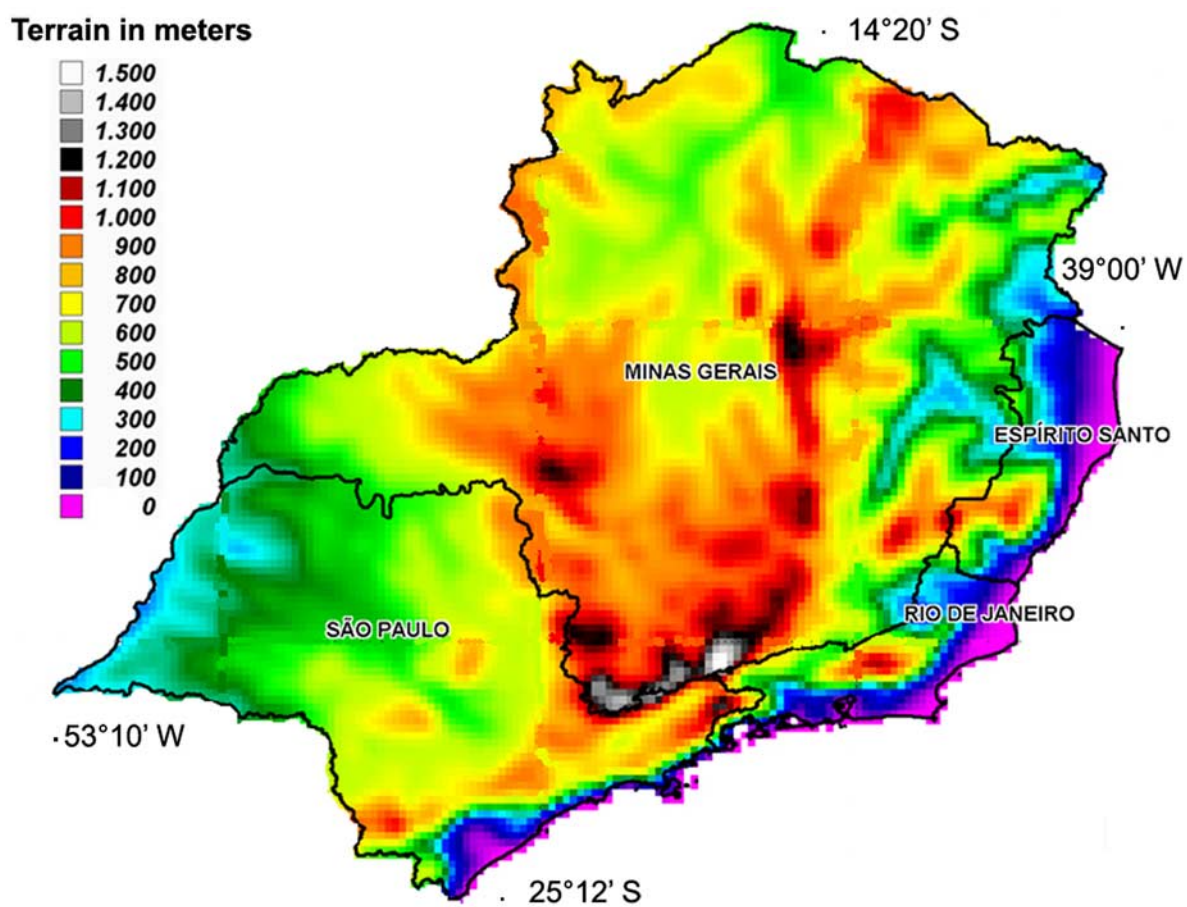 Terrain in meters
14°20' S
1.500
1.400
1.300
1.200
1.100
1.000
900
800
700
600
500
400
300
200
100
0
39°00' W
MINAS GERAIS
ESPÍRITO SANTO
RIO DE JANEIRO
SÃO PAULO
53°10' W
25°12' S